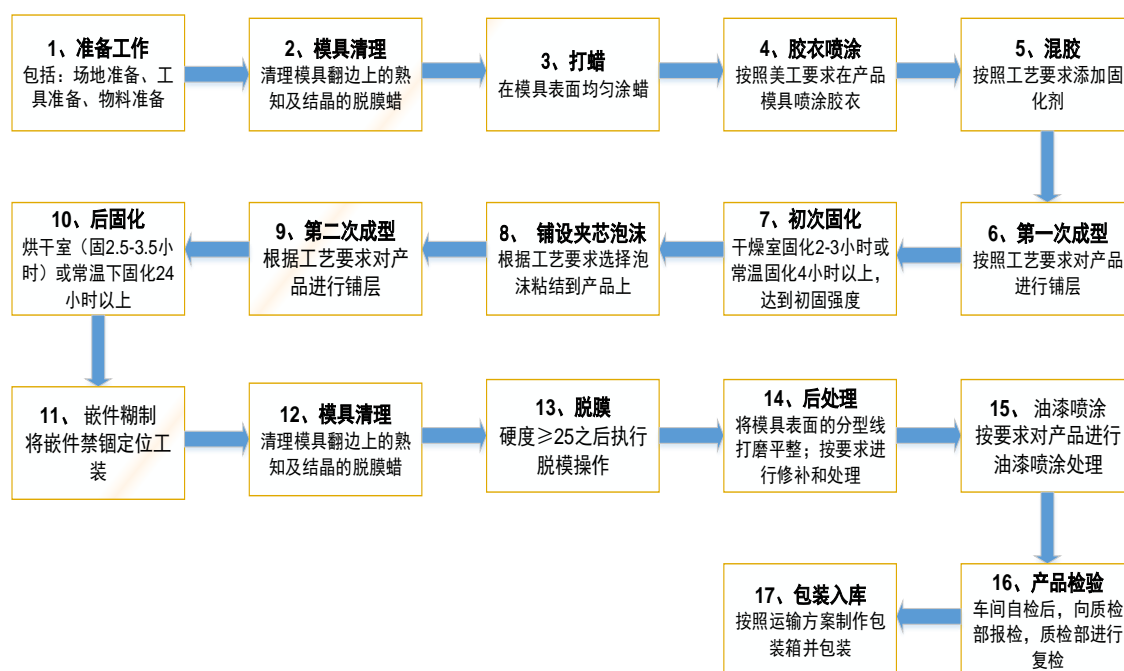 1、准备工作
包括：场地准备、工
具准备、物料准备
2、模具清理
清理模具翻边上的熟
知及结晶的脱膜蜡
3、打蜡
在模具表面均匀涂蜡
4、胶衣喷涂
按照美工要求在产品
模具喷涂胶衣
5、混胶
按照工艺要求添加固
化剂
6、第一次成型
按照工艺要求对产品
进行铺层
7、初次固化
干燥室固化2-3小时或
常温固化4小时以上，
达到初固强度
8、 铺设夹芯泡沫
根据工艺要求选择泡
沫粘结到产品上
9、第二次成型
根据工艺要求对产
品进行铺层
10、后固化
烘干室（固2.5-3.5小
时）或常温下固化24
小时以上
11、 嵌件糊制
将嵌件禁锢定位工
装
12、模具清理
清理模具翻边上的熟
知及结晶的脱膜蜡
13、脱膜
硬度≥25之后执行
脱模操作
14、后处理
将模具表面的分型线
打磨平整；按要求进
行修补和处理
15、 油漆喷涂
按要求对产品进行
油漆喷涂处理
16、产品检验
车间自检后，向质检
部报检，质检部进行
复检
17、包装入库
按照运输方案制作包
装箱并包装